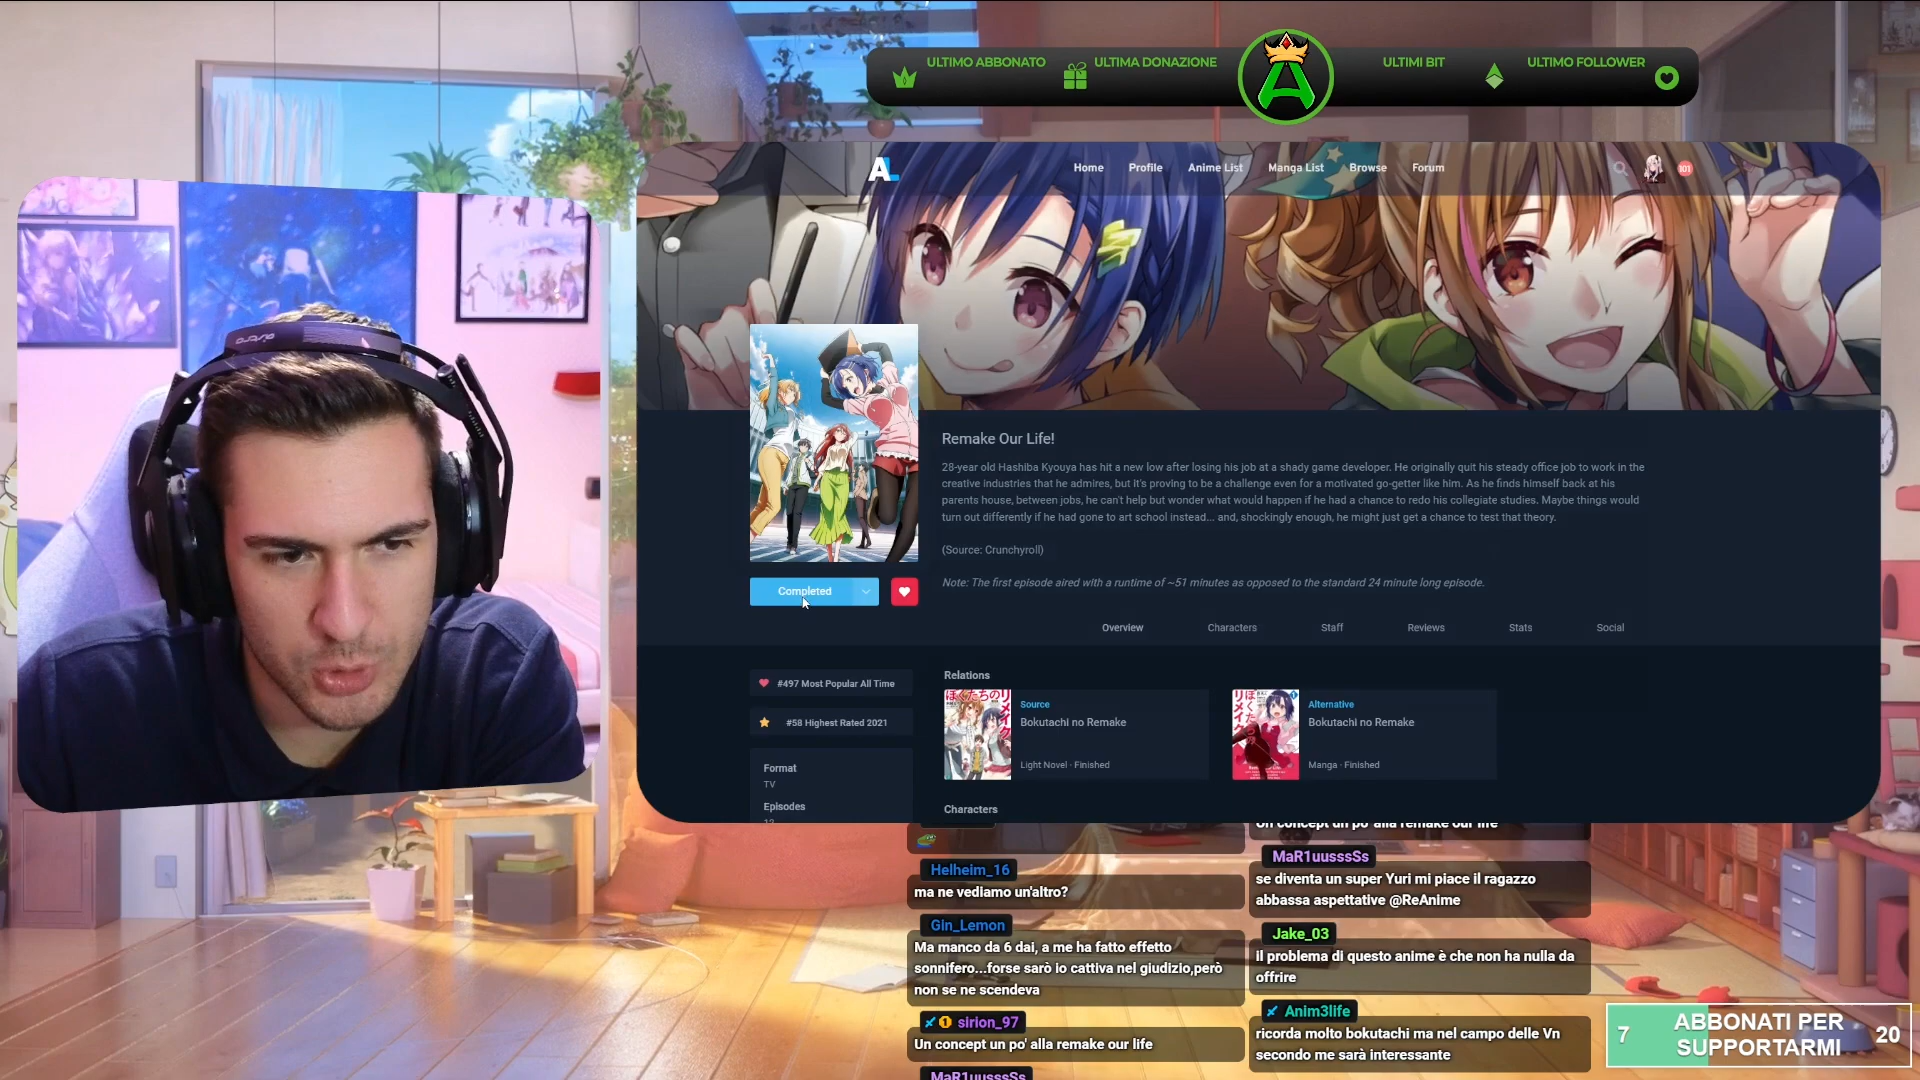 ULTIMO ABBONATO
ULTIMA DONAZIONE
ULTIMI BIT
ULTIMO FOLLOWER
A
AL
Home
Profile
Anime List
Manga List
Browse
Forum
101
Remake Our Life!
28-year old Hashiba Kyouya has hit a new low after losing his job at a shady game developer. He originally quit his steady office job to work in the
creative industries that he admires, but it's proving to be a challenge even for a motivated go-getter like him. As he finds himself back at his
parents house, between jobs, he can't help but wonder what would happen if he had a chance to redo his collegiate studies. Maybe things would
turn out differently if he had gone to art school instead... and, shockingly enough, he might just get a chance to test that theory.
(Source: Crunchyroll)
Note: The first episode aired with a runtime of ~51 minutes as opposed to the standard 24 minute long episode.
Completed
Overview
Characters
Staff
Reviews
Stats
Social
#497 Most Popular All Time
#58 Highest Rated 2021
Format
TV
Episodes
12
Relations
Source
Bokutachi no Remake
Light Novel · Finished
Alternative
Bokutachi no Remake
Manga · Finished
Characters
Helheim_16
ma ne vediamo un'altro?
Gin_Lemon
Ma manco da 6 dai, a me ha fatto effetto
sonnifero...forse sarò io cattiva nel giudizio,però
non se ne scendeva
1 sirion_97
Un concept un po' alla remake our life
MaR1uusssSs
Un concept un po' alla remake our life
MaR1uusssSs
se diventa un super Yuri mi piace il ragazzo
abbassa aspettative @ReAnime
Jake_03
il problema di questo anime è che non ha nulla da
offrire
Anim3life
ricorda molto bokutachi ma nel campo delle Vn
secondo me sarà interessante
7
ABBONATI PER
SUPPORTARMI
20